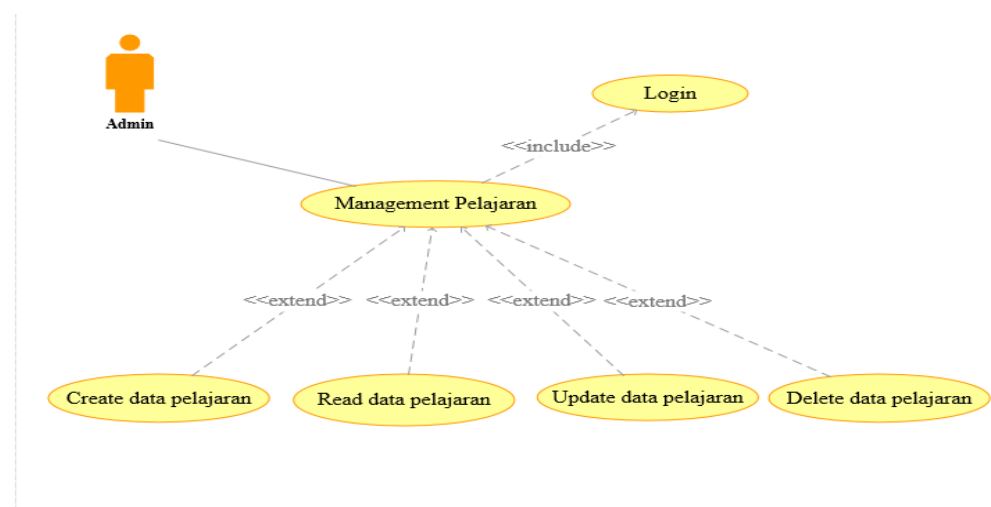 Admin
Login
<<include>>
Management Pelajaran
<<extend>> <<extend>> <<extend>> <<extend>>
Create data pelajaran Read data pelajaran Update data pelajaran Delete data pelajaran